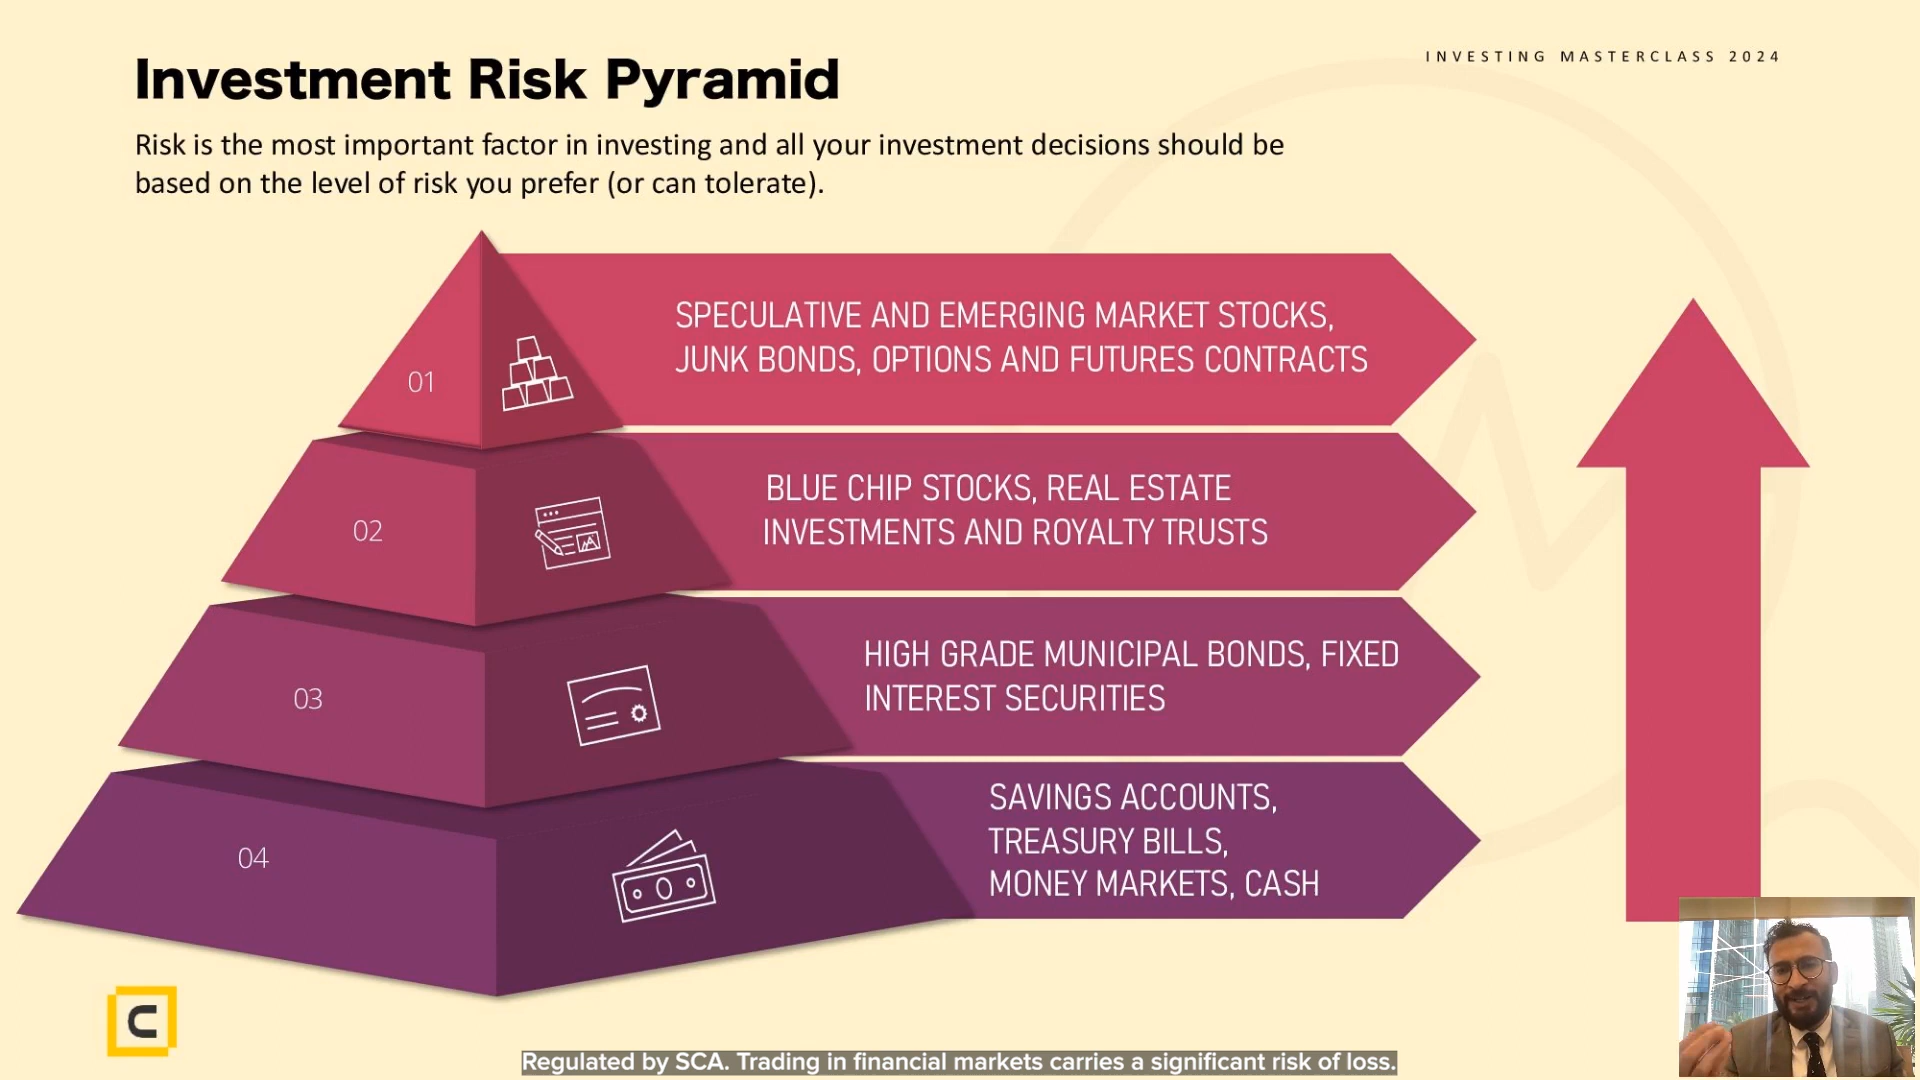 INVESTING MASTERCLASS 2024
Investment Risk Pyramid
Risk is the most important factor in investing and all your investment decisions should be
based on the level of risk you prefer (or can tolerate).
01
SPECULATIVE AND EMERGING MARKET STOCKS,
JUNK BONDS, OPTIONS AND FUTURES CONTRACTS
02
BLUE CHIP STOCKS, REAL ESTATE
INVESTMENTS AND ROYALTY TRUSTS
03
HIGH GRADE MUNICIPAL BONDS, FIXED
INTEREST SECURITIES
04
SAVINGS ACCOUNTS,
TREASURY BILLS,
MONEY MARKETS, CASH
C
Regulated by SCA. Trading in financial markets carries a significant risk of loss.